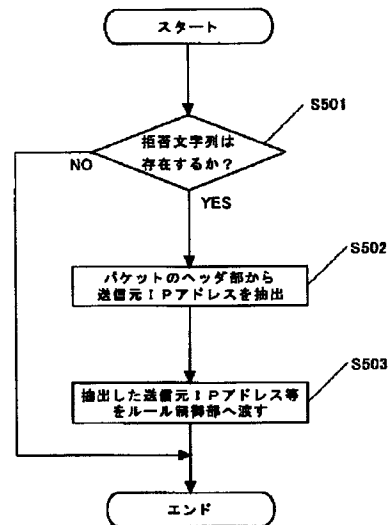 スタート
S501
拒否文字列は
存在するか？
NO
YES
S502
パケットのヘッダ部から
送信元ＩＰアドレスを抽出
S503
抽出した送信元ＩＰアドレス等
をルール制御部へ渡す
エンド